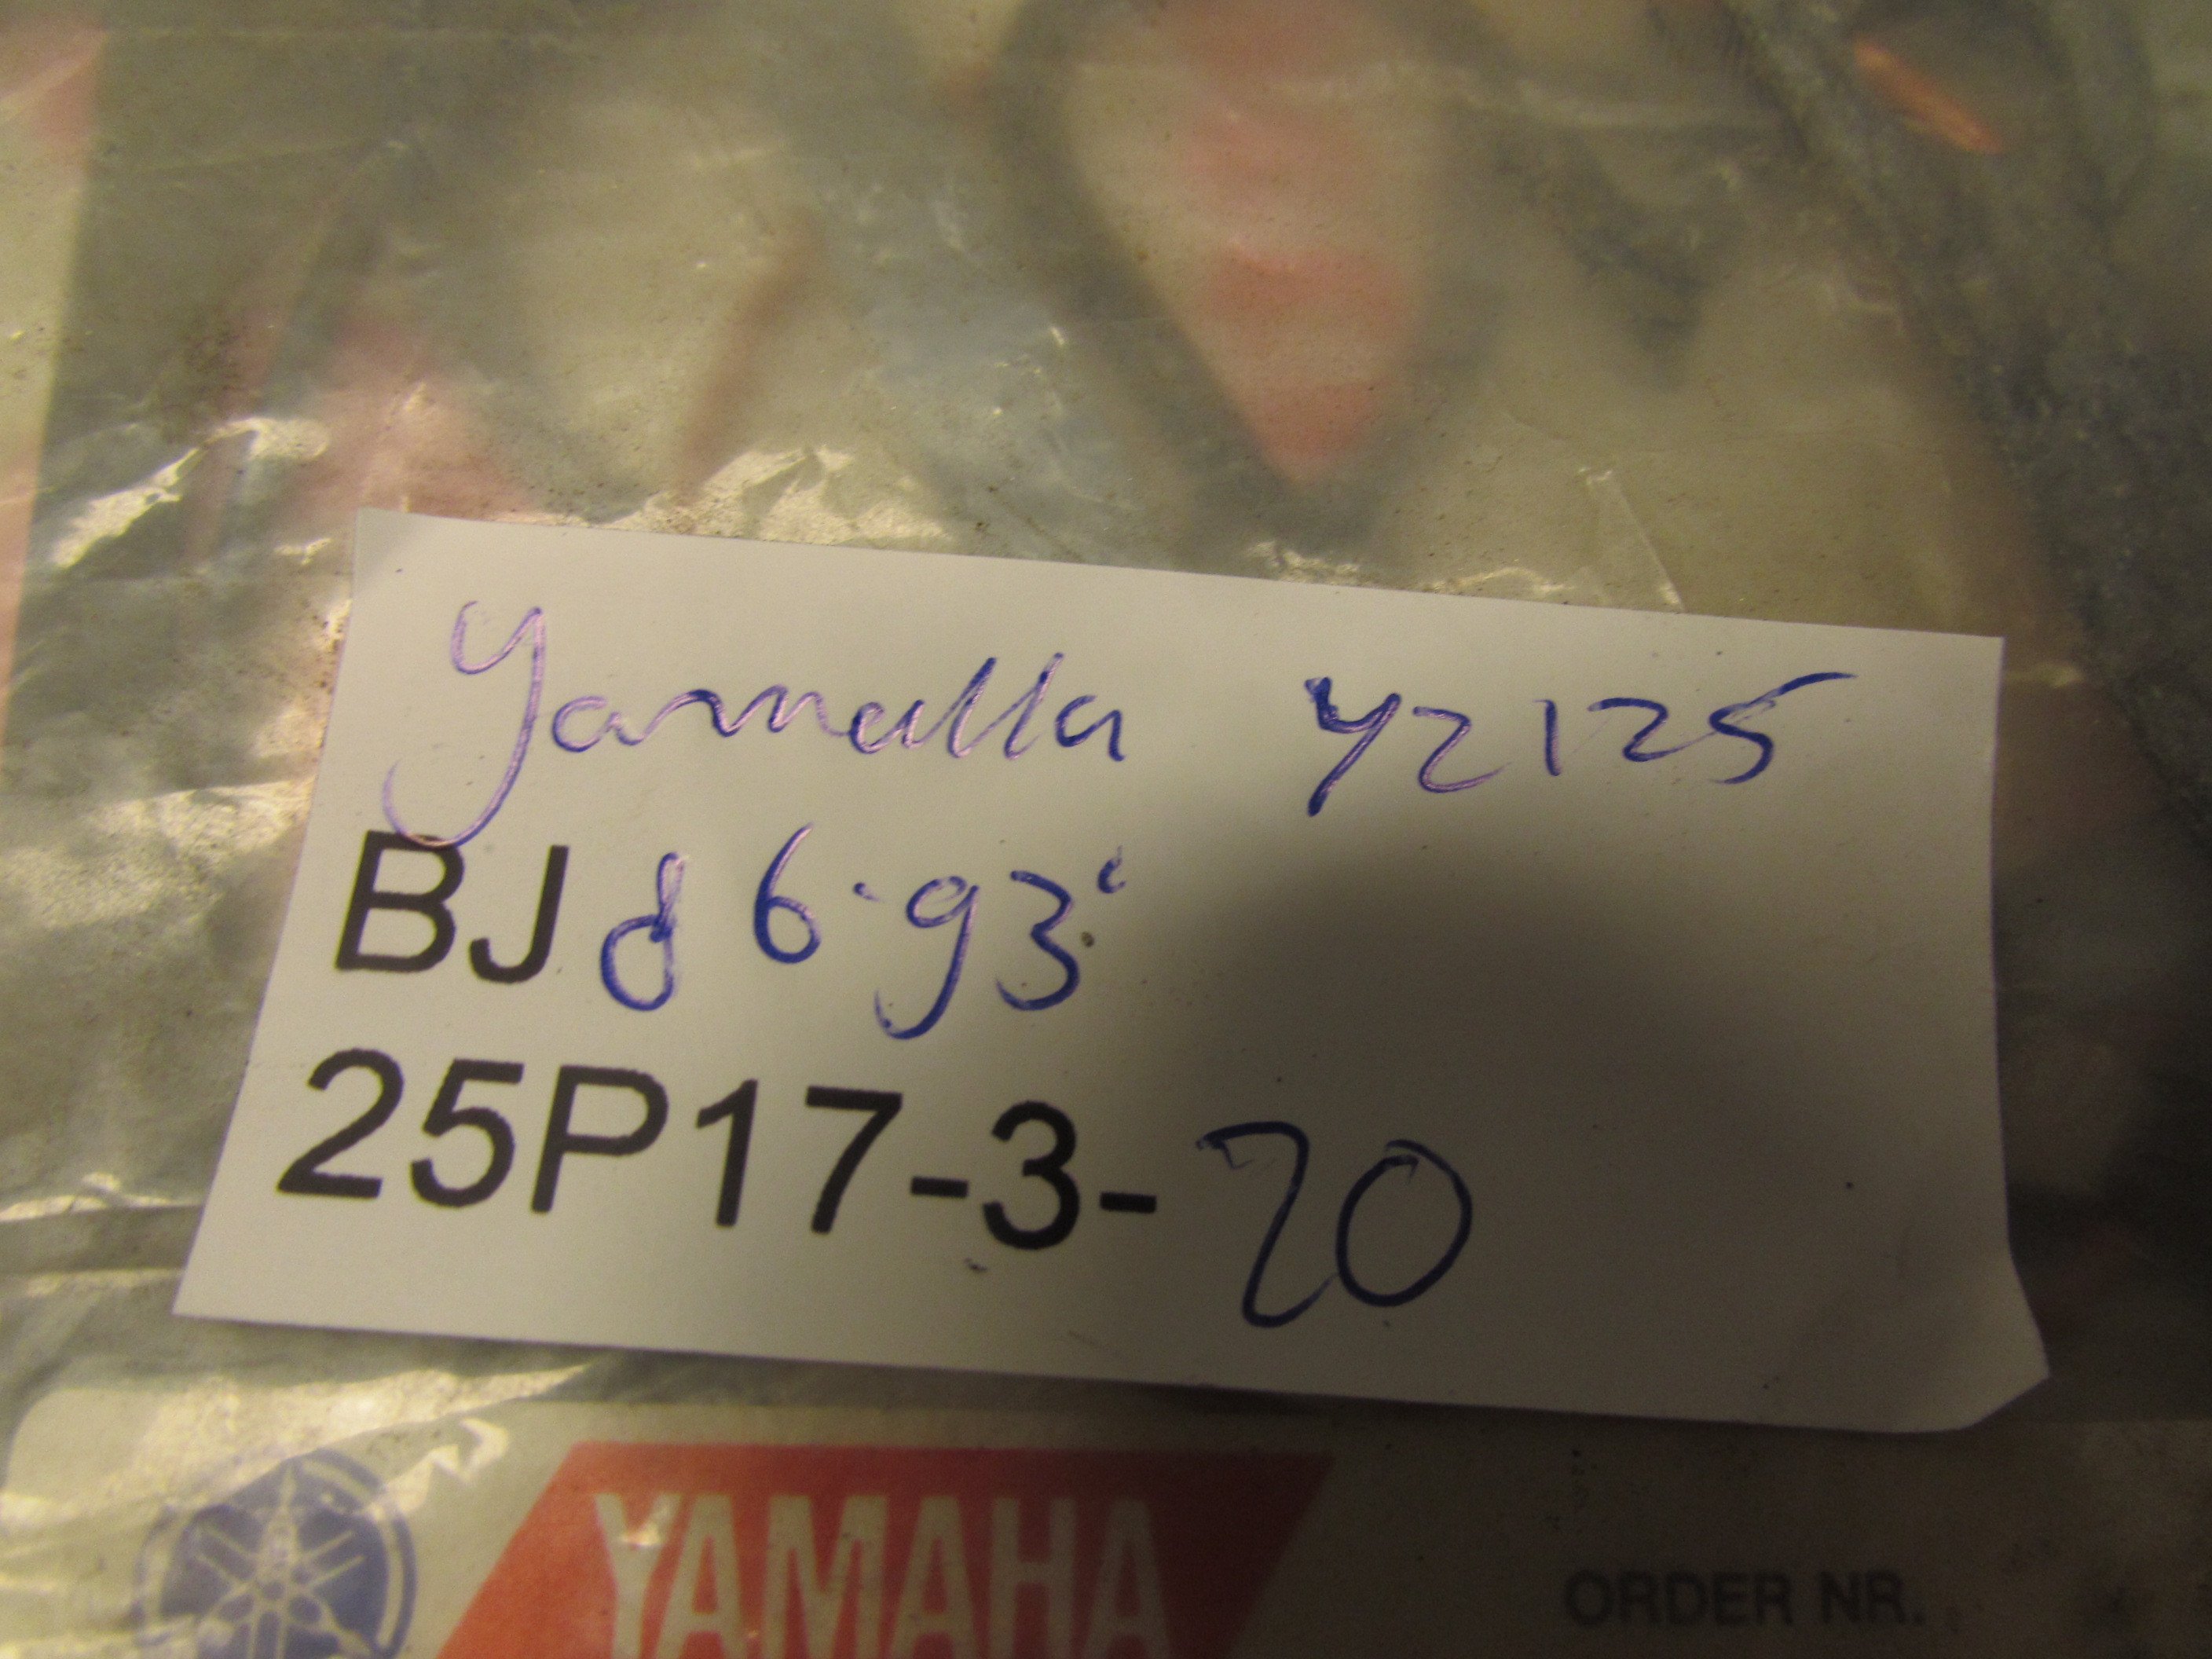 Yamaha YZ125
BJ 86-93'
25P17-3-20
YAMAHA
ORDER NR.